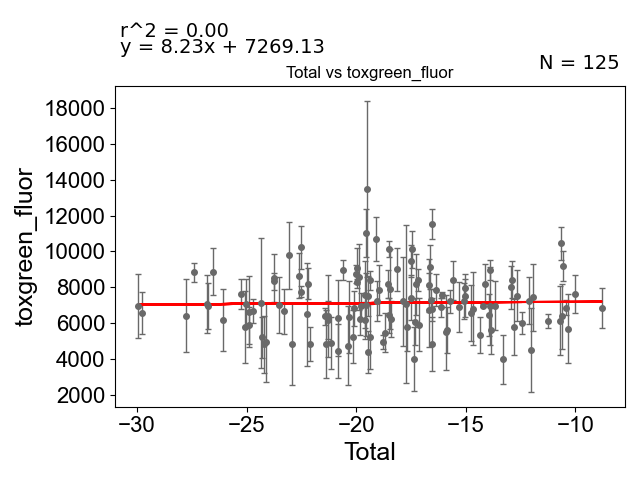 r^2 = 0.00
y = 8.23x + 7269.13
N = 125
Total vs toxgreen_fluor
18000
16000
14000
12000
10000
8000
6000
4000
2000
toxgreen_fluor
−30
−25
−20
−15
−10
Total